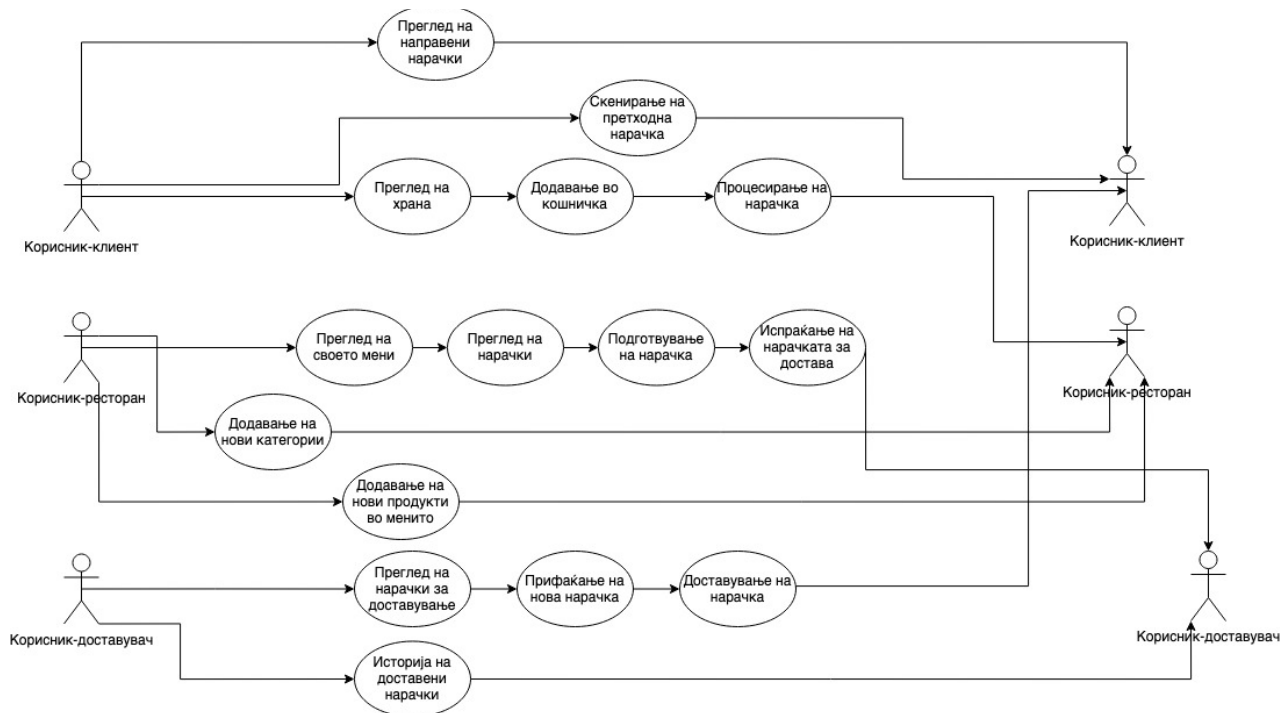 Преглед на
направени
нарачки
Скенирање на
претходна
нарачка
Преглед на
храна
Додавање во
кошничка
Процесирање на
нарачка
Корисник-клиент
Корисник-клиент
Преглед на
своето мени
Преглед на
нарачки
Подготвување
на нарачка
Испраќање на
нарачката за
достава
Корисник-ресторан
Корисник-ресторан
Додавање на
нови категории
Додавање на
нови продукти
во менито
Преглед на
нарачки за
доставување
Прифаќање на
нова нарачка
Доставување на
нарачка
Корисник-доставувач
Корисник-доставувач
Историја на
доставени
нарачки